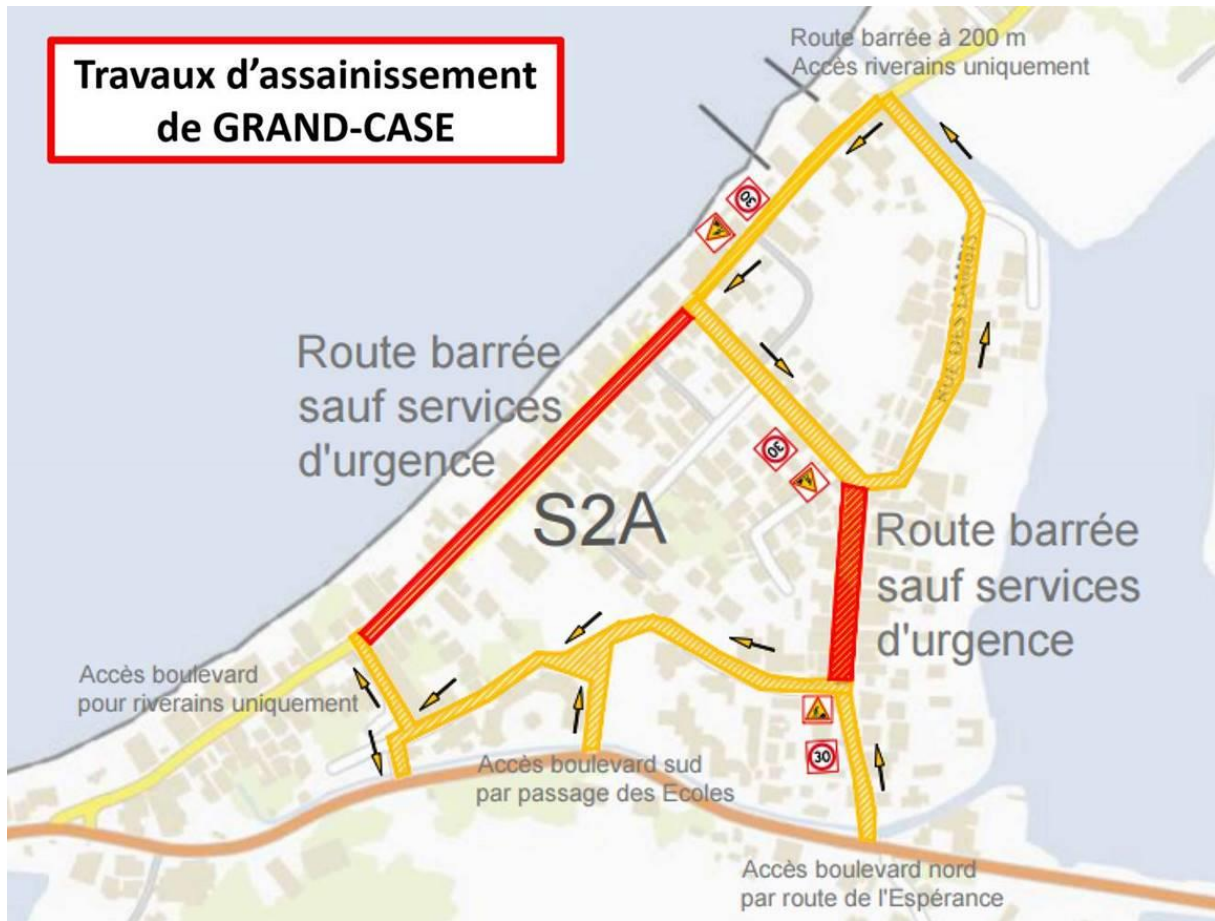 Travaux d’assainissement
de GRAND-CASE
Route barrée à 200 m
Accès riverains uniquement
30
RUE DES LAMBIS
Route barrée
sauf services
d'urgence
30
S2A
Route barrée
sauf services
d'urgence
Accès boulevard
pour riverains uniquement
30
Accès boulevard sud
par passage des Ecoles
Accès boulevard nord
par route de l'Espérance